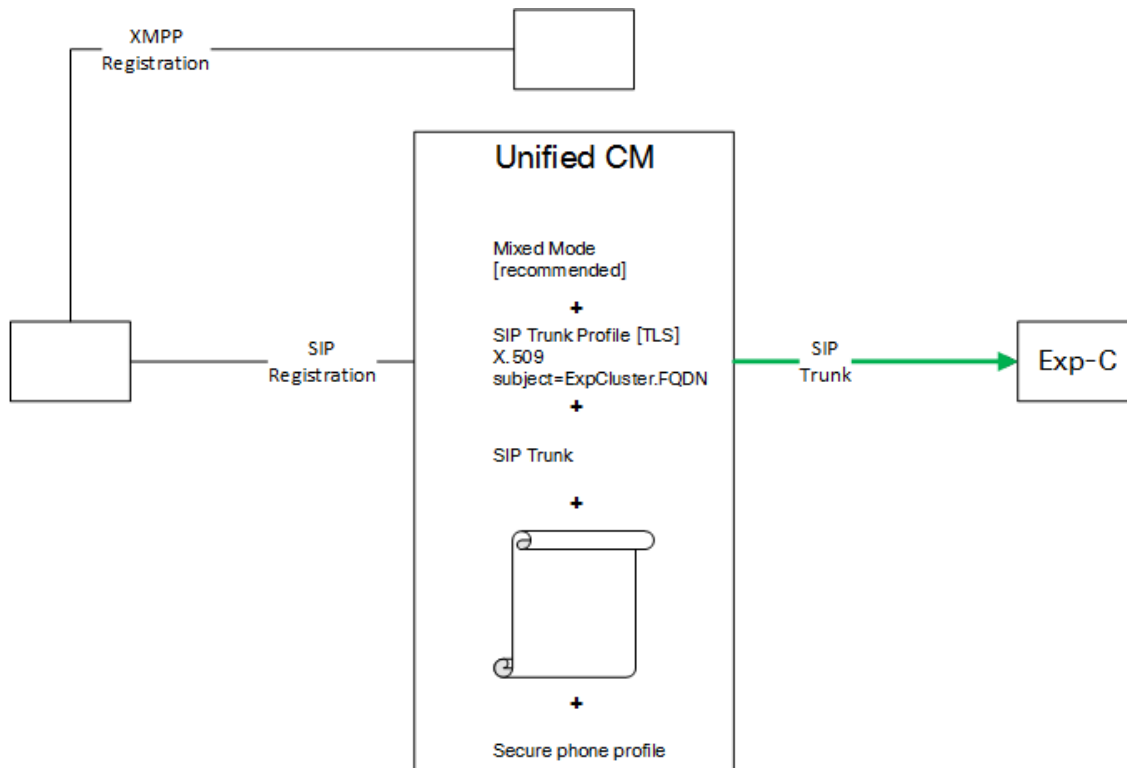 XMPP
Registration
Unified CM
Mixed Mode
[recommended]
+
SIP Trunk Profile [TLS]
X.509
subject=ExpCluster.FQDN
+
SIP
Registration
SIP
Trunk
Exp-C
SIP Trunk
+
+
Secure phone profile